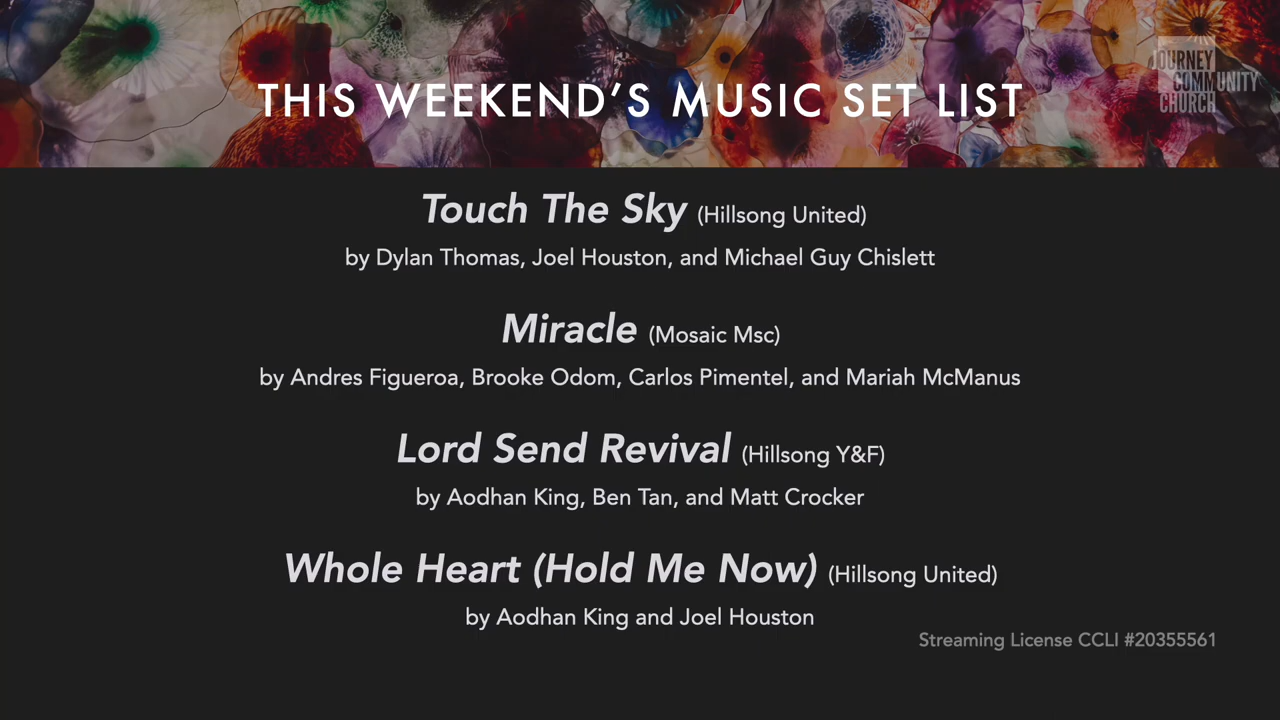 THIS WEEKEND'S MUSIC SET LIST
JOURNEY
COMMUNITY
CHURCH
Touch The Sky (Hillsong United)
by Dylan Thomas, Joel Houston, and Michael Guy Chislett
Miracle (Mosaic Msc)
by Andres Figueroa, Brooke Odom, Carlos Pimentel, and Mariah McManus
Lord Send Revival (Hillsong Y&F)
by Aodhan King, Ben Tan, and Matt Crocker
Whole Heart (Hold Me Now) (Hillsong United)
by Aodhan King and Joel Houston
Streaming License CCLI #20355561